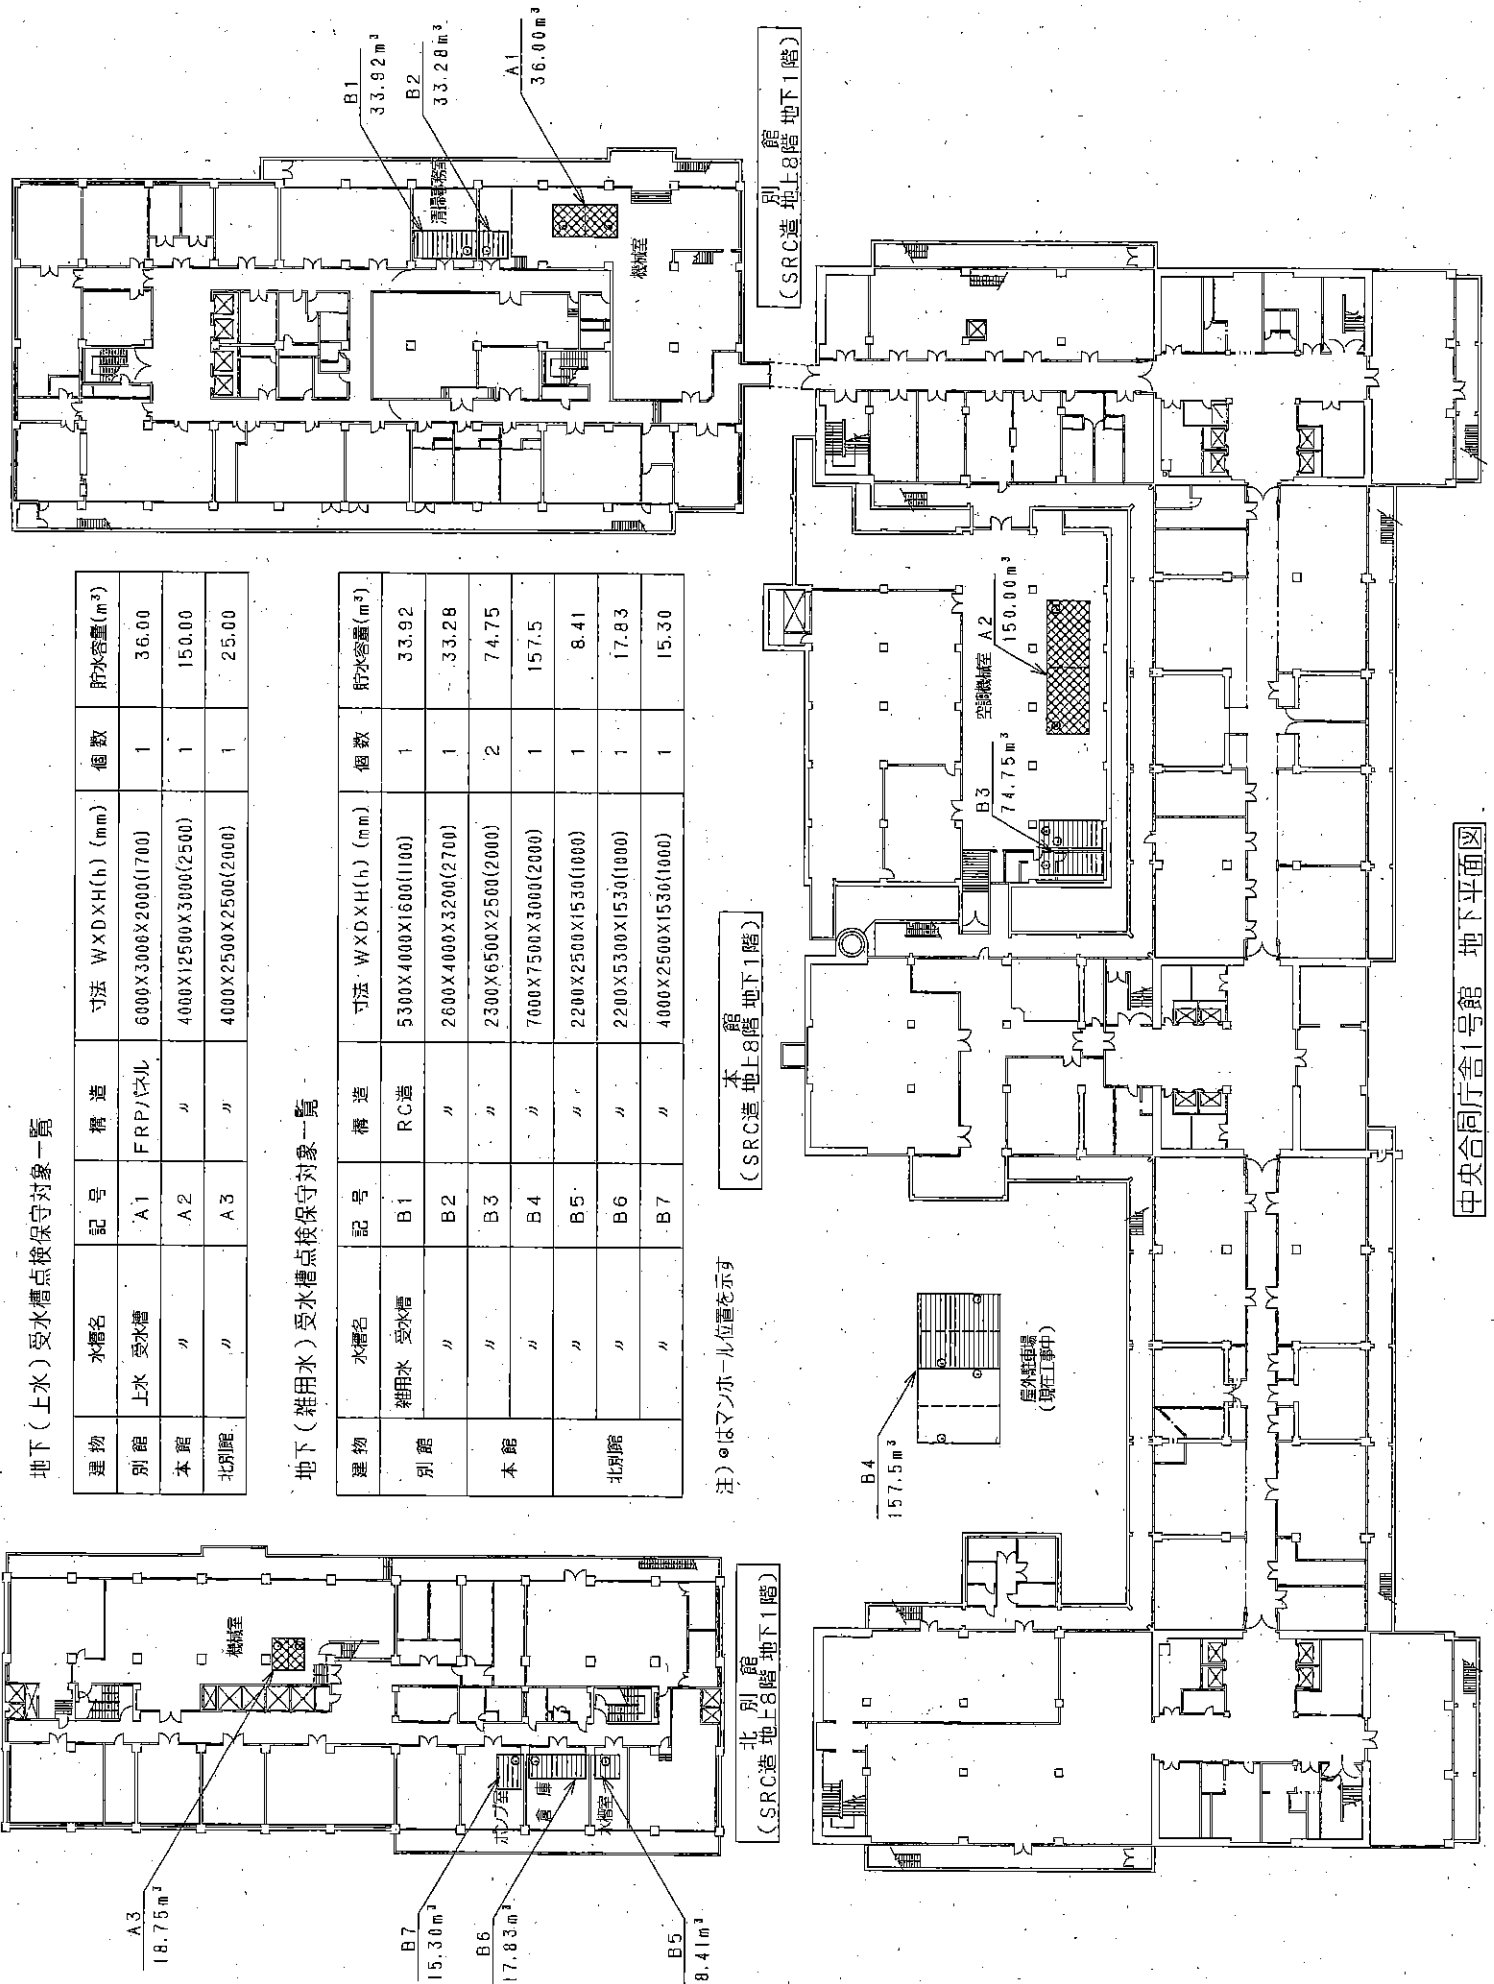 地下(上水)受水槽点検保守対象一覧
建物 水槽名 記号 構造 寸法 WXDXH(h) (mm) 個数 貯水容量(m³)
別館 上水 受水槽 A1 FRPパネル 6000X3000X2000(1700) 1 36.00
本館 〃 A2 〃 4000X12500X3000(2500) 1 150.00
北別館 〃 A3 〃 4000X2500X2500(2000) 1 25.00
地下(雑用水)受水槽点検保守対象一覧
建物 水槽名 記号 構造 寸法 WXDXH(h) (mm) 個数 貯水容量(m³)
別館 雑用水 受水槽 B1 RC造 5300X4000X1600(1100) 1 33.92
〃 B2 〃 2600X4000X3200(2700) 1 33.28
本館 〃 B3 〃 2300X6500X2500(2000) 2 74.75
〃 B4 〃 7000X7500X3000(2000) 1 157.5
北別館 〃 B5 〃 2200X2500X1530(1000) 1 8.41
〃 B6 〃 2200X5300X1530(1000) 1 17.83
〃 B7 〃 4000X2500X1530(1000) 1 15.30
注)◎はマンホール位置を示す
A3
18.75m³
B7
15.30m³
B6
17.83m³
B5
8.41m³
機械室
ポンプ室
倉庫
水槽室
北別館
(SRC造 地上8階 地下1階)
B1
33.92m³
B2
33.28m³
A1
36.00m³
清掃事務室
機械室
別館
(SRC造 地上8階 地下1階)
本館
(SRC造 地上8階 地下1階)
B4
157.5m³
屋外駐車場
(現在工事中)
B3
74.75m³
空調機械室
A2
150.00m³
中央合同庁舎1号館 地下平面図